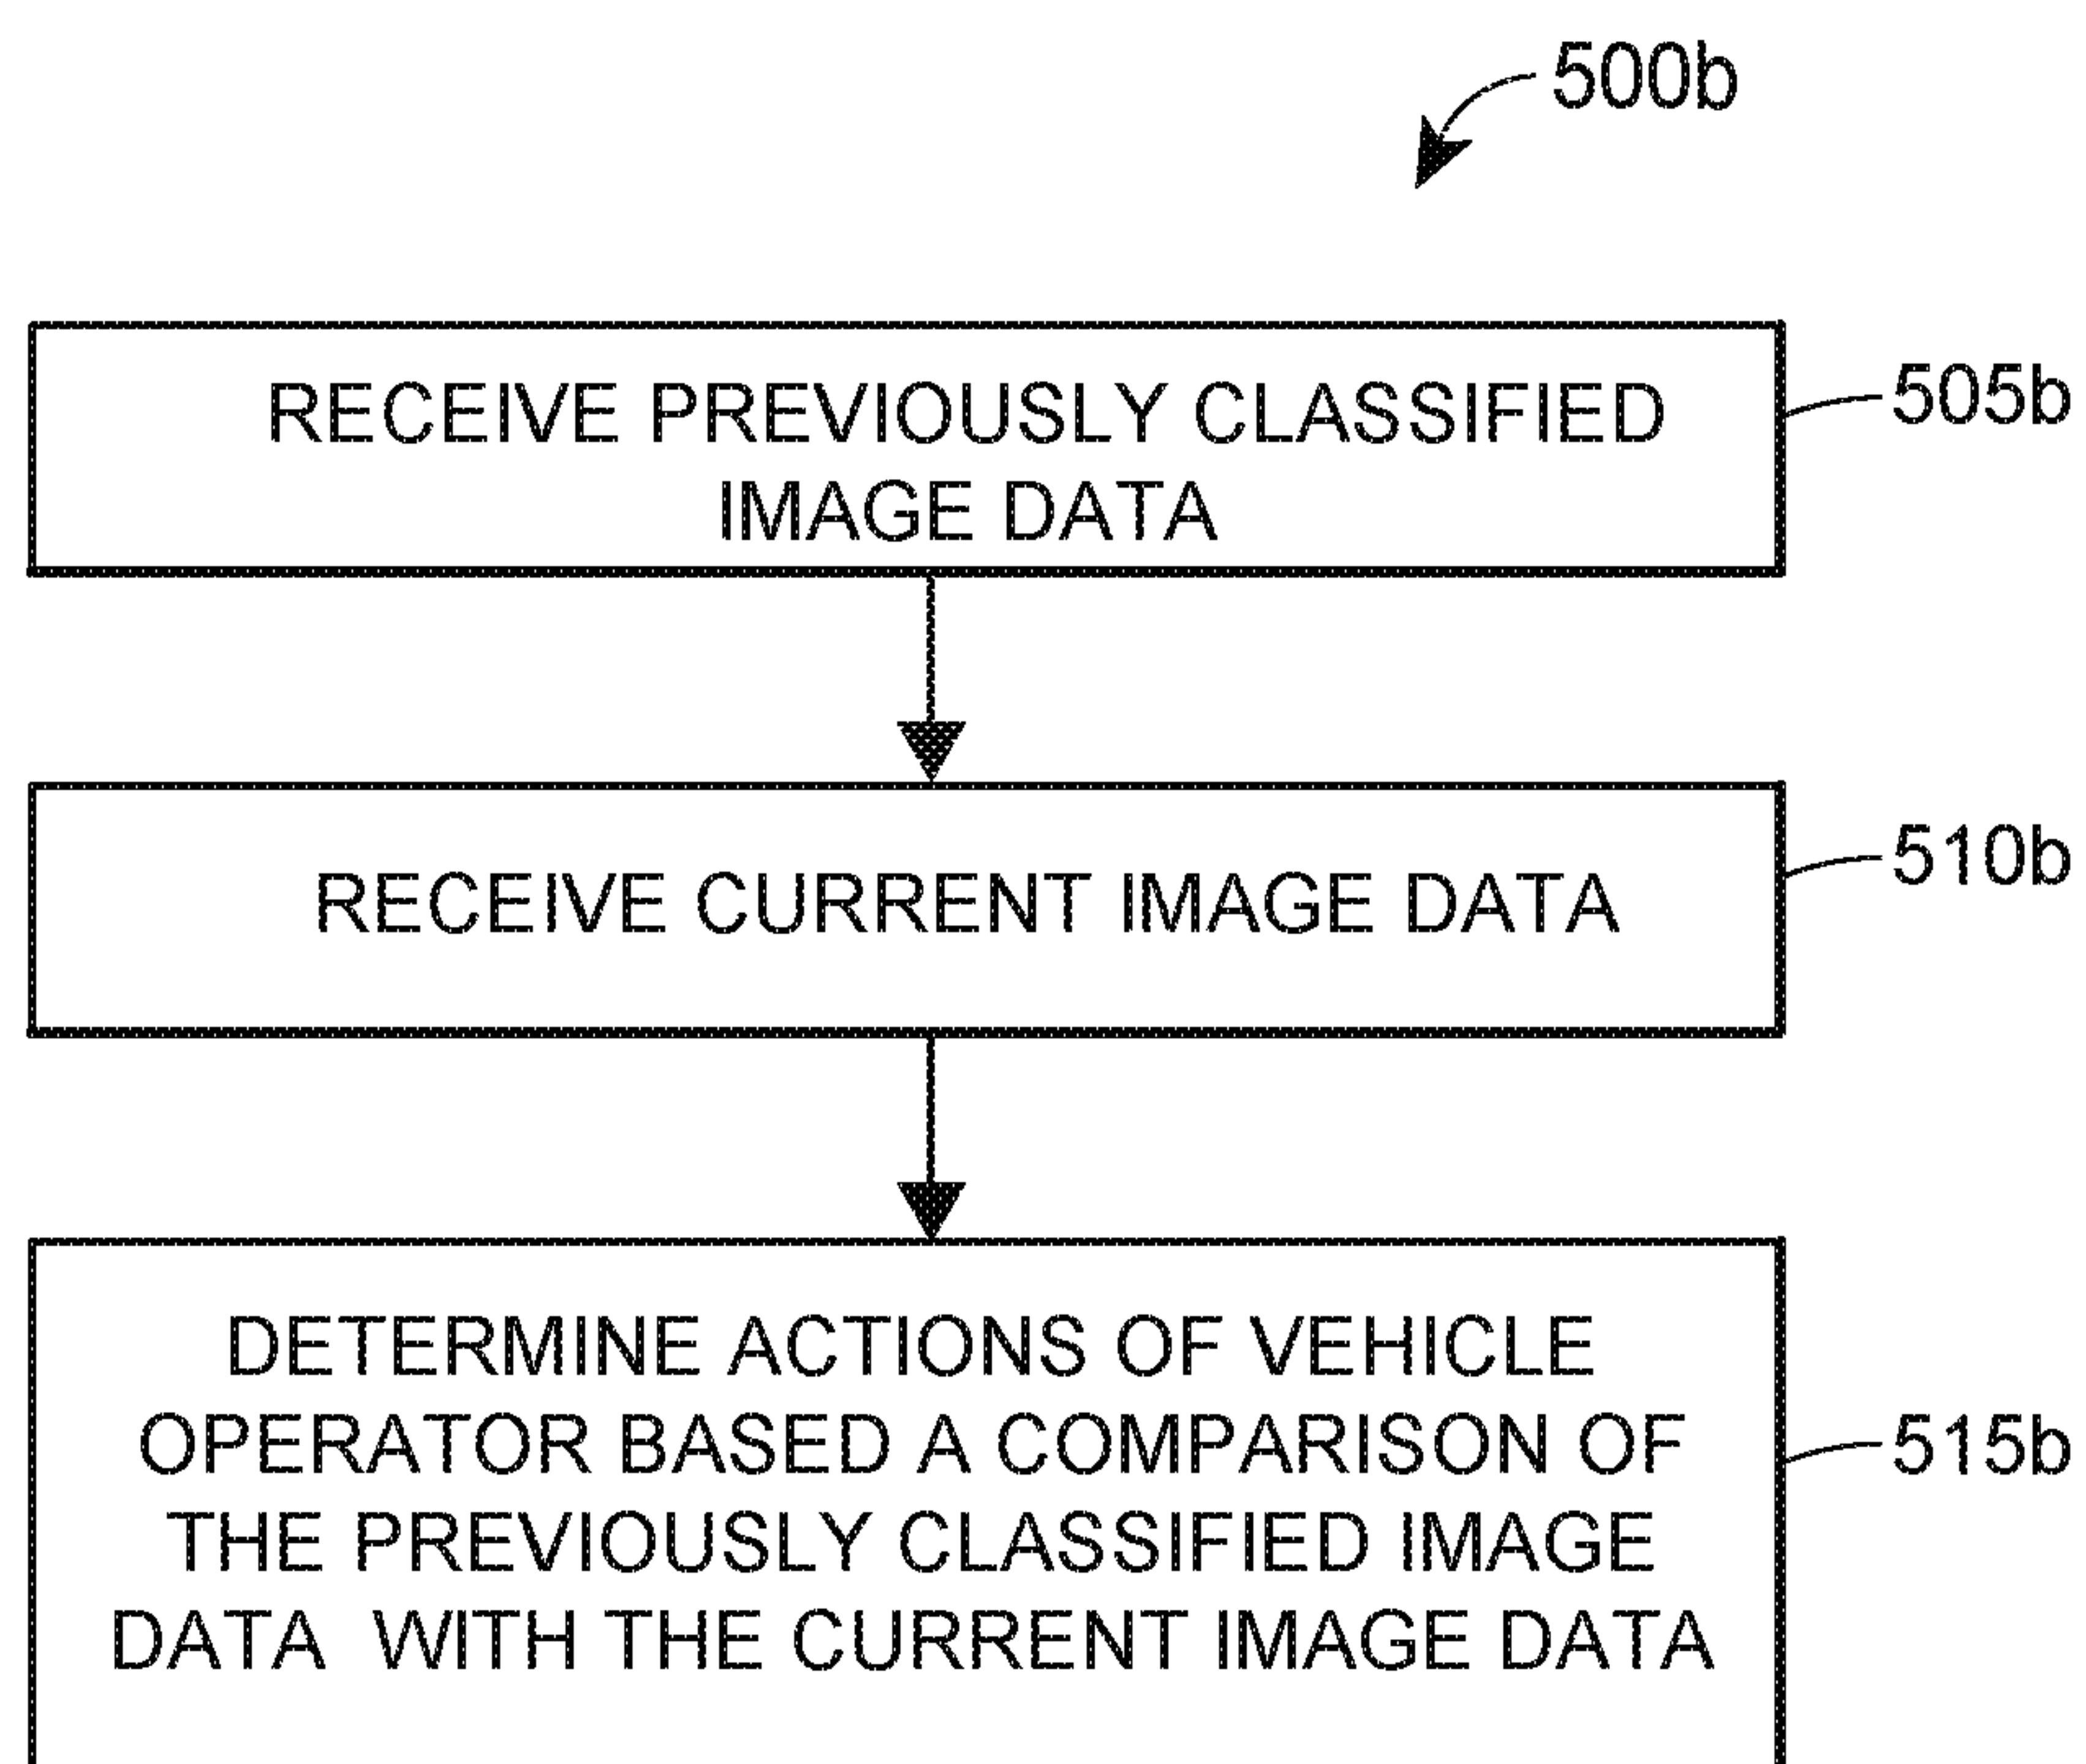 500b
RECEIVE PREVIOUSLY CLASSIFIED
IMAGE DATA
505b
RECEIVE CURRENT IMAGE DATA
510b
DETERMINE ACTIONS OF VEHICLE
OPERATOR BASED A COMPARISON OF
THE PREVIOUSLY CLASSIFIED IMAGE
DATA WITH THE CURRENT IMAGE DATA
515b